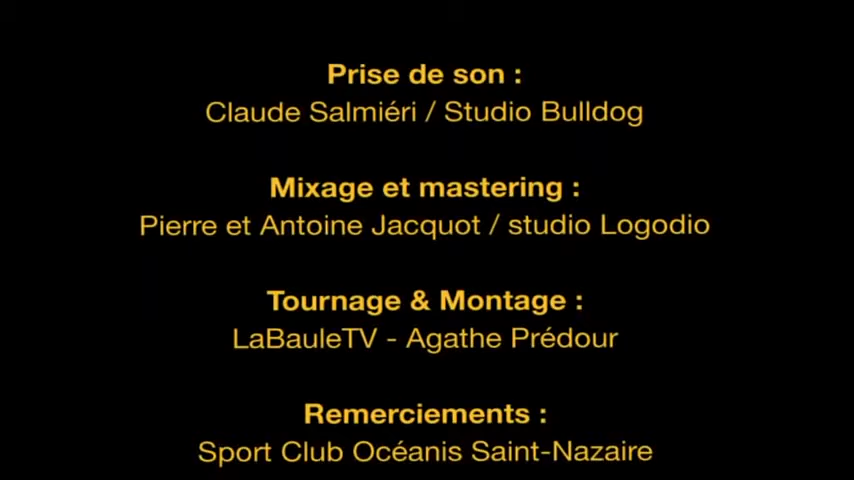 Prise de son :
Claude Salmiéri / Studio Bulldog
Mixage et mastering :
Pierre et Antoine Jacquot / studio Logodio
Tournage & Montage :
LaBauleTV - Agathe Prédour
Remerciements :
Sport Club Océanis Saint-Nazaire